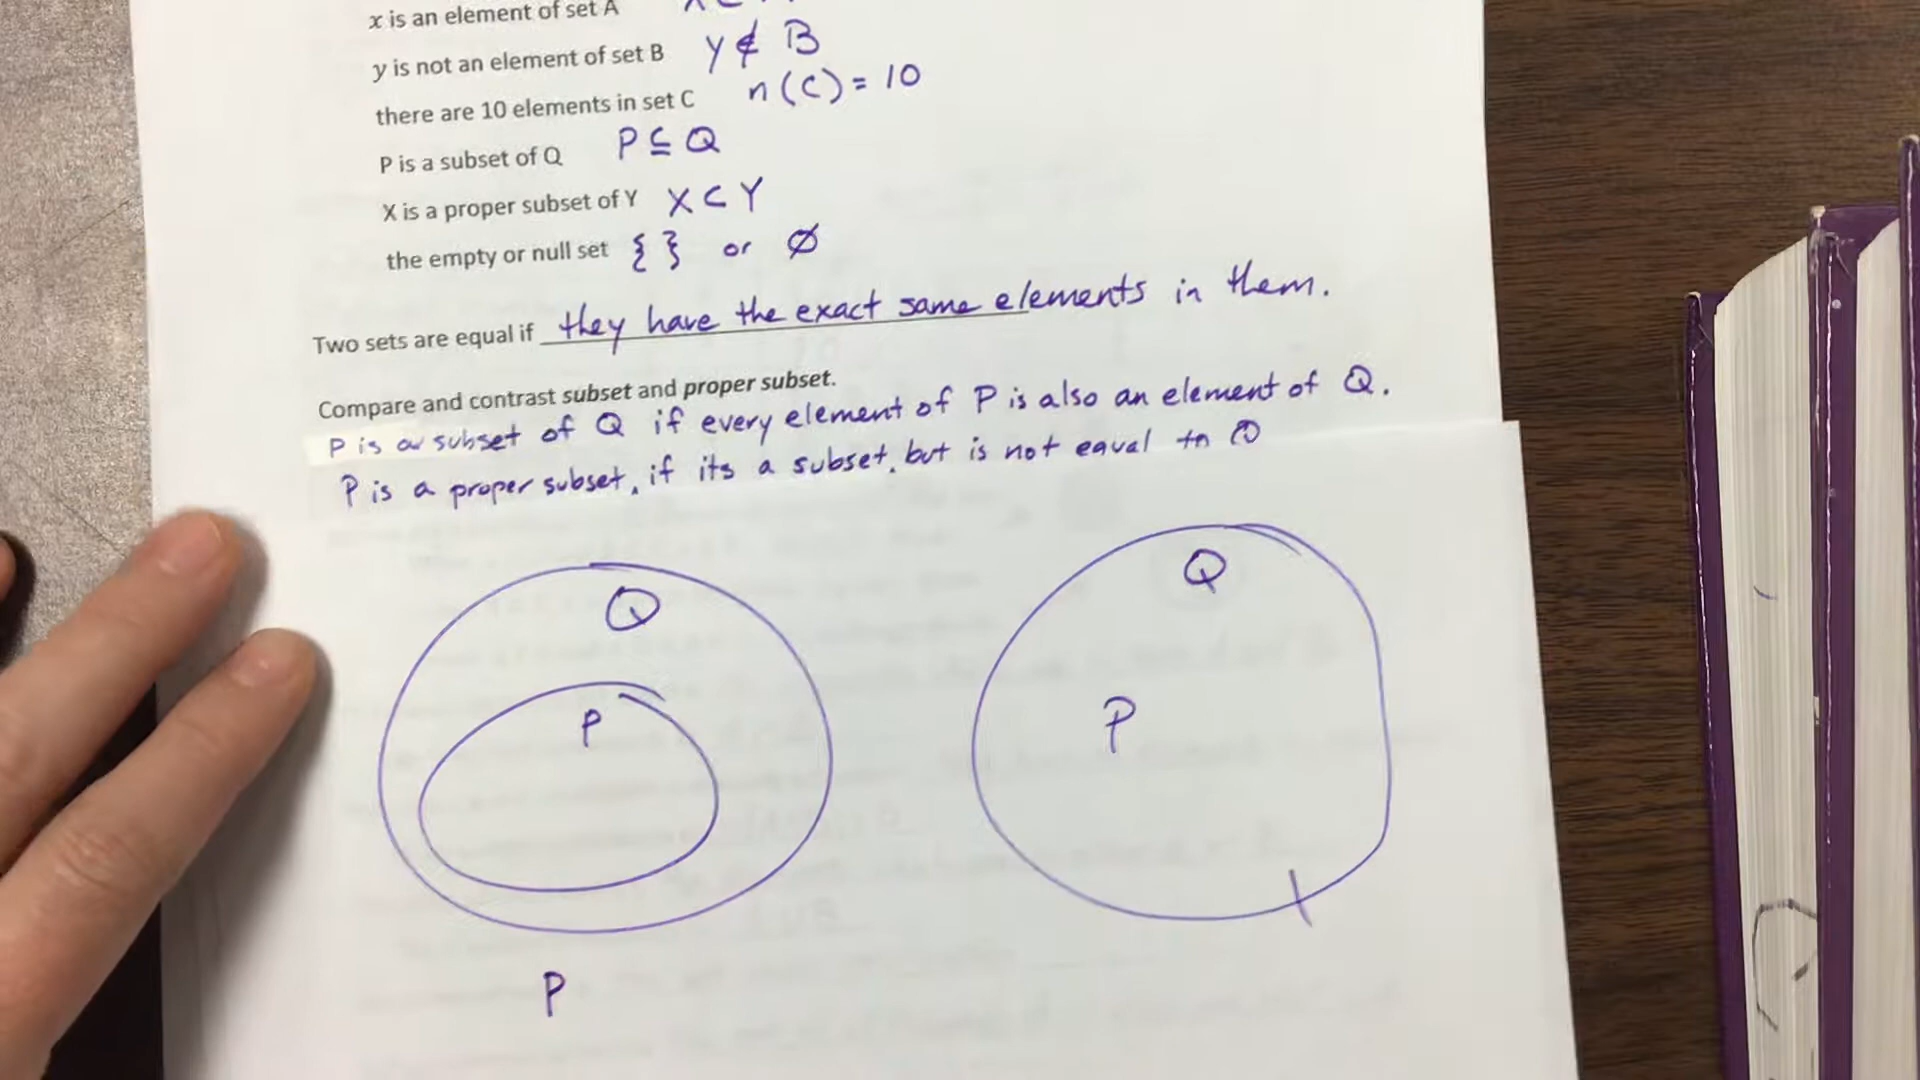 x is an element of set A
y is not an element of set B y ∉ B
there are 10 elements in set C n(C) = 10
P is a subset of Q P ⊆ Q
X is a proper subset of Y X ⊂ Y
the empty or null set { } or ∅
Two sets are equal if they have the exact same elements in them.
Compare and contrast subset and proper subset.
P is a subset of Q if every element of P is also an element of Q.
P is a proper subset, if its a subset, but is not equal to Q
Q
P
Q
P
P